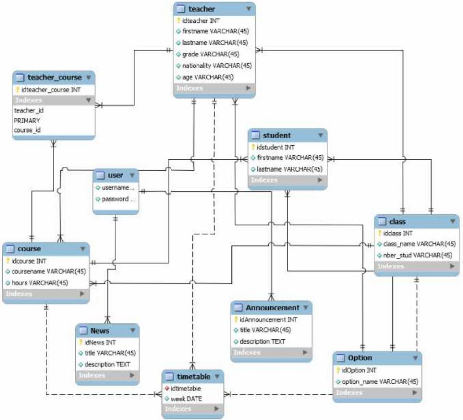 teacher
idteacher INT
firstname VARCHAR(45)
lastname VARCHAR(45)
grade VARCHAR(45)
nationality VARCHAR(45)
age VARCHAR(45)
Indexes
teacher_course
idteacher_course INT
Indexes
teacher_id
PRIMARY
course_id
student
idstudent INT
firstname VARCHAR(45)
lastname VARCHAR(45)
Indexes
user
username...
password ...
Indexes
class
idclass INT
class_name VARCHAR(45)
nber_stud VARCHAR(45)
Indexes
course
idcourse INT
coursename VARCHAR(45)
hours VARCHAR(45)
Indexes
Announcement
idAnnouncement INT
title VARCHAR(45)
description TEXT
Indexes
News
idNews INT
title VARCHAR(45)
description TEXT
Indexes
Option
idOption INT
option_name VARCHAR(45)
Indexes
timetable
idtimetable
week DATE
Indexes